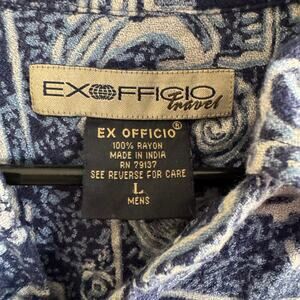 EXOFFICIO
travel
EX OFFICIO®
100% RAYON
MADE IN INDIA
RN 79137
SEE REVERSE FOR CARE
L
MENS